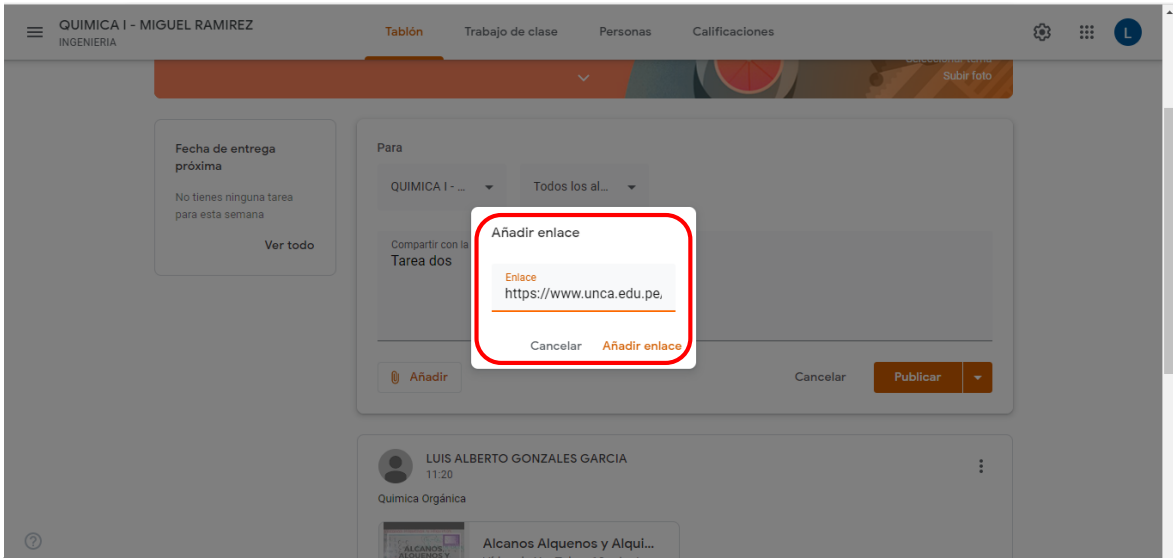 QUIMICA I - MIGUEL RAMIREZ
INGENIERIA
Tablón
Trabajo de clase
Personas
Calificaciones
L
Seleccionar tema
Subir foto
Fecha de entrega
próxima
No tienes ninguna tarea
para esta semana
Ver todo
Para
QUIMICA I - ...
Todos los al...
Compartir con la
Tarea dos
Añadir enlace
Enlace
https://www.unca.edu.pe/
Cancelar
Añadir enlace
Añadir
Cancelar
Publicar
LUIS ALBERTO GONZALES GARCIA
11:20
Quimica Orgánica
ALCANOS,
ALQUENOS Y
Alcanos Alquenos y Alqui...